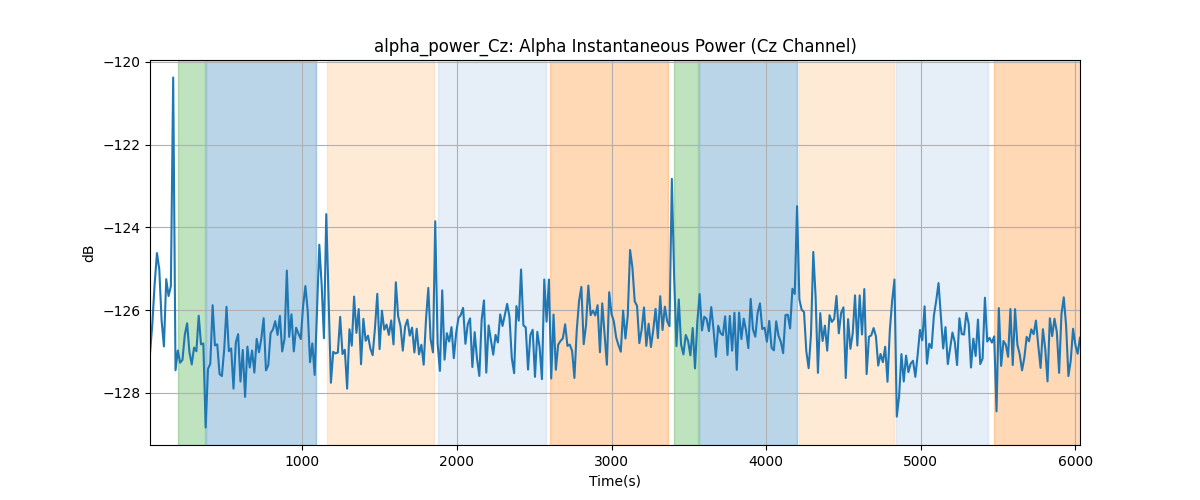 alpha_power_Cz: Alpha Instantaneous Power (Cz Channel)
−120
−122
−124
−126
−128
dB
1000 2000 3000 4000 5000 6000
Time(s)